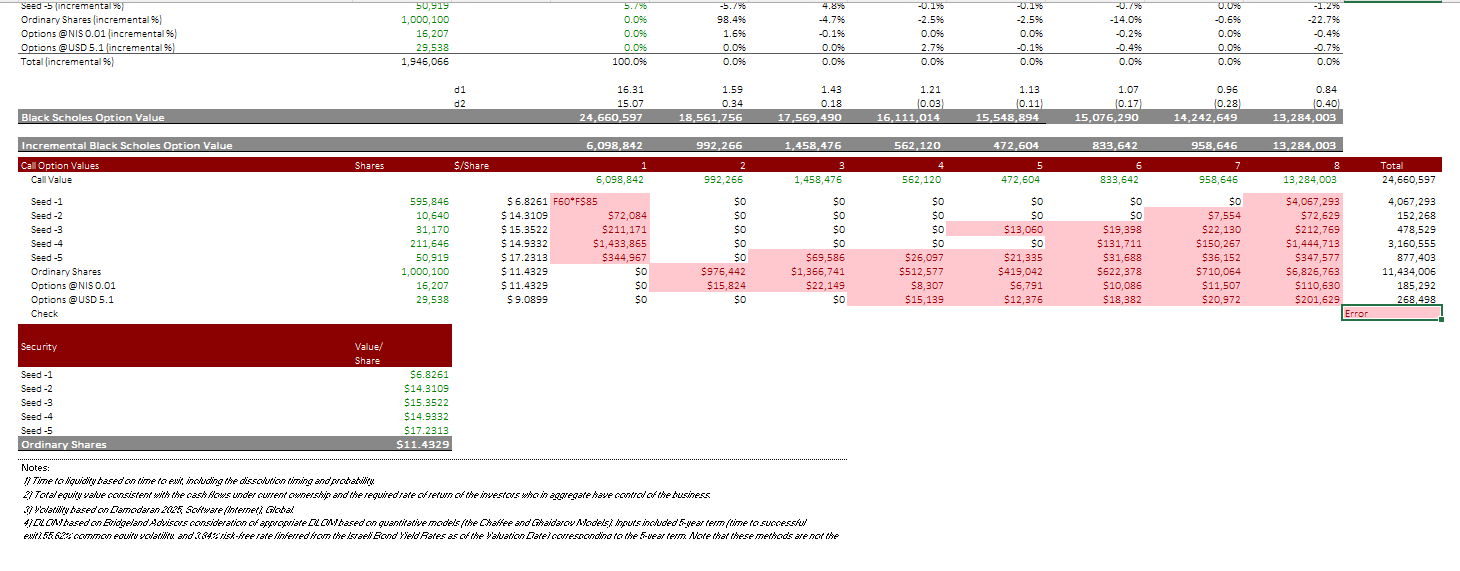 Seed -5 (incremental %) 50,919 5.7% -5.7% 4.8% -0.1% -0.1% -0.7% 0.0% -1.2%
Ordinary Shares (incremental %) 1,000,100 0.0% 98.4% -4.7% -2.5% -2.5% -14.0% -0.6% -22.7%
Options @NIS 0.01 (incremental %) 16,207 0.0% 1.6% -0.1% 0.0% 0.0% -0.2% 0.0% -0.4%
Options @USD 5.1 (incremental %) 29,538 0.0% 0.0% 0.0% 2.7% -0.1% -0.4% 0.0% -0.7%
Total (incremental %) 1,946,066 100.0% 0.0% 0.0% 0.0% 0.0% 0.0% 0.0% 0.0%
d1 16.31 1.59 1.43 1.21 1.13 1.07 0.96 0.84
d2 15.07 0.34 0.18 (0.03) (0.11) (0.17) (0.28) (0.40)
Black Scholes Option Value 24,660,597 18,561,756 17,569,490 16,111,014 15,548,894 15,076,290 14,242,649 13,284,003
Incremental Black Scholes Option Value 6,098,842 992,266 1,458,476 562,120 472,604 833,642 958,646 13,284,003
Call Option Values Shares $/Share 1 2 3 4 5 6 7 8 Total
Call Value 6,098,842 992,266 1,458,476 562,120 472,604 833,642 958,646 13,284,003 24,660,597
Seed -1 595,846 $ 6.8261 F60*F$85 $0 $0 $0 $0 $0 $0 $4,067,293 4,067,293
Seed -2 10,640 $ 14.3109 $72,084 $0 $0 $0 $0 $0 $7,554 $72,629 152,268
Seed -3 31,170 $ 15.3522 $211,171 $0 $0 $0 $13,060 $19,398 $22,130 $212,769 478,529
Seed -4 211,646 $ 14.9332 $1,433,865 $0 $0 $0 $0 $131,711 $150,267 $1,444,713 3,160,555
Seed -5 50,919 $ 17.2313 $344,967 $0 $69,586 $26,097 $21,335 $31,688 $36,152 $347,577 877,403
Ordinary Shares 1,000,100 $ 11.4329 $0 $976,442 $1,366,741 $512,577 $419,042 $622,378 $710,064 $6,826,763 11,434,006
Options @NIS 0.01 16,207 $ 11.4329 $0 $15,824 $22,149 $8,307 $6,791 $10,086 $11,507 $110,630 185,292
Options @USD 5.1 29,538 $ 9.0899 $0 $0 $0 $15,139 $12,376 $18,382 $20,972 $201,629 268,498
Check Error
Security Value/
Share
Seed -1 $6.8261
Seed -2 $14.3109
Seed -3 $15.3522
Seed -4 $14.9332
Seed -5 $17.2313
Ordinary Shares $11.4329
Notes:
1) Time to liquidity based on time to exit, including the dissolution timing and probability.
2) Total equity value consistent with the cash flows under current ownership and the required rate of return of the investors who in aggregate have control of the business.
3) Volatility based on Damodaran 2025, Software (Internet), Global.
4) DLOM based on Bridgeland Advisors consideration of appropriate DLOM based on quantitative models (the Chaffee and Ghaidarov Models). Inputs included 5-year term (time to successful
exit), 55.62% common equity volatility, and 3.94% risk-free rate (inferred from the Israeli Bond Yield Rates as of the Valuation Date) corresponding to the 5-year term. Note that these methods are not the